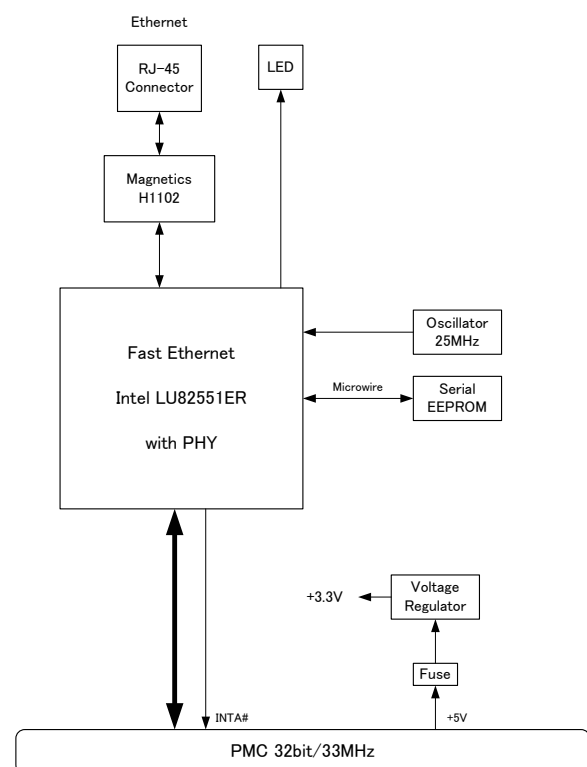 Ethernet
RJ-45
Connector
LED
Magnetics
H1102
Fast Ethernet
Intel LU82551ER
with PHY
Oscillator
25MHz
Microwire
Serial
EEPROM
+3.3V
Voltage
Regulator
Fuse
INTA#
+5V
PMC 32bit/33MHz